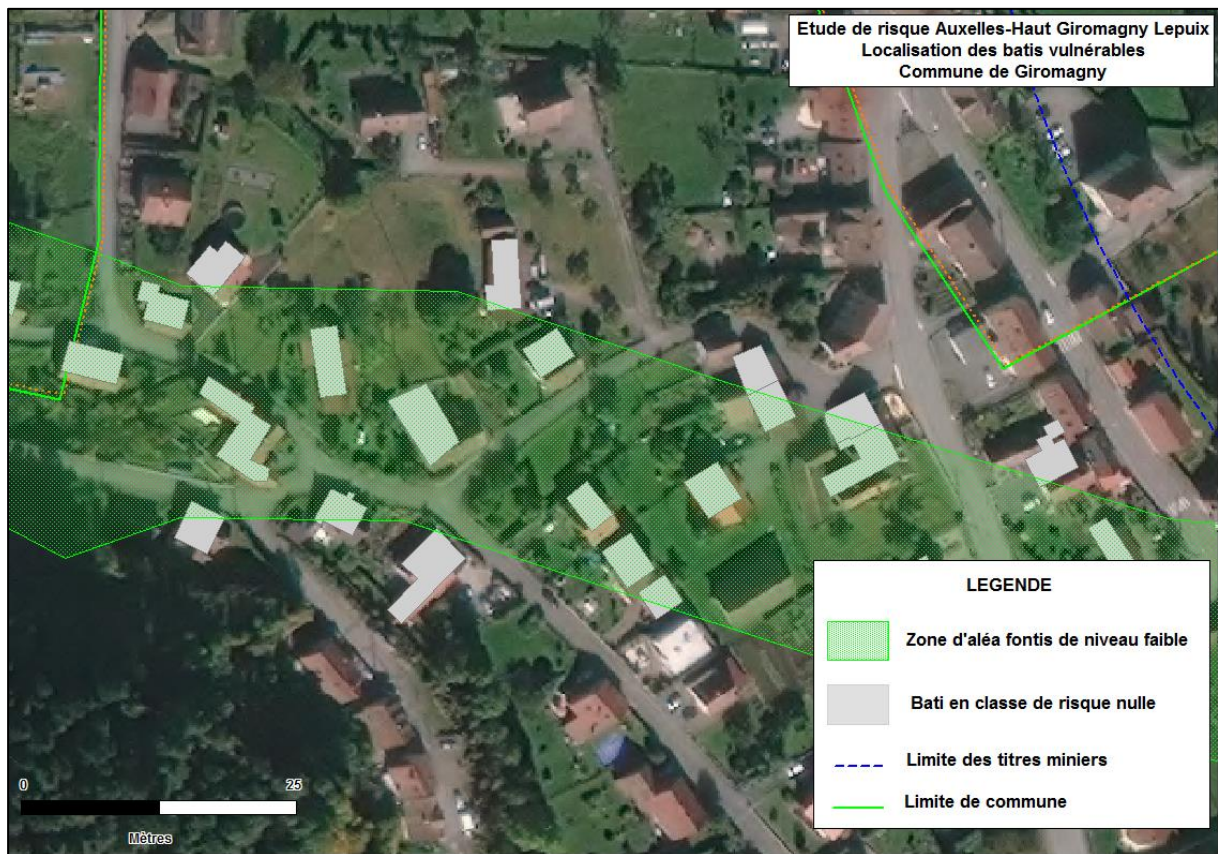 Etude de risque Auxelles-Haut Giromagny Lepuix
Localisation des batis vulnérables
Commune de Giromagny
LEGENDE
Zone d'aléa fontis de niveau faible
Bati en classe de risque nulle
Limite des titres miniers
Limite de commune
0 25
Mètres